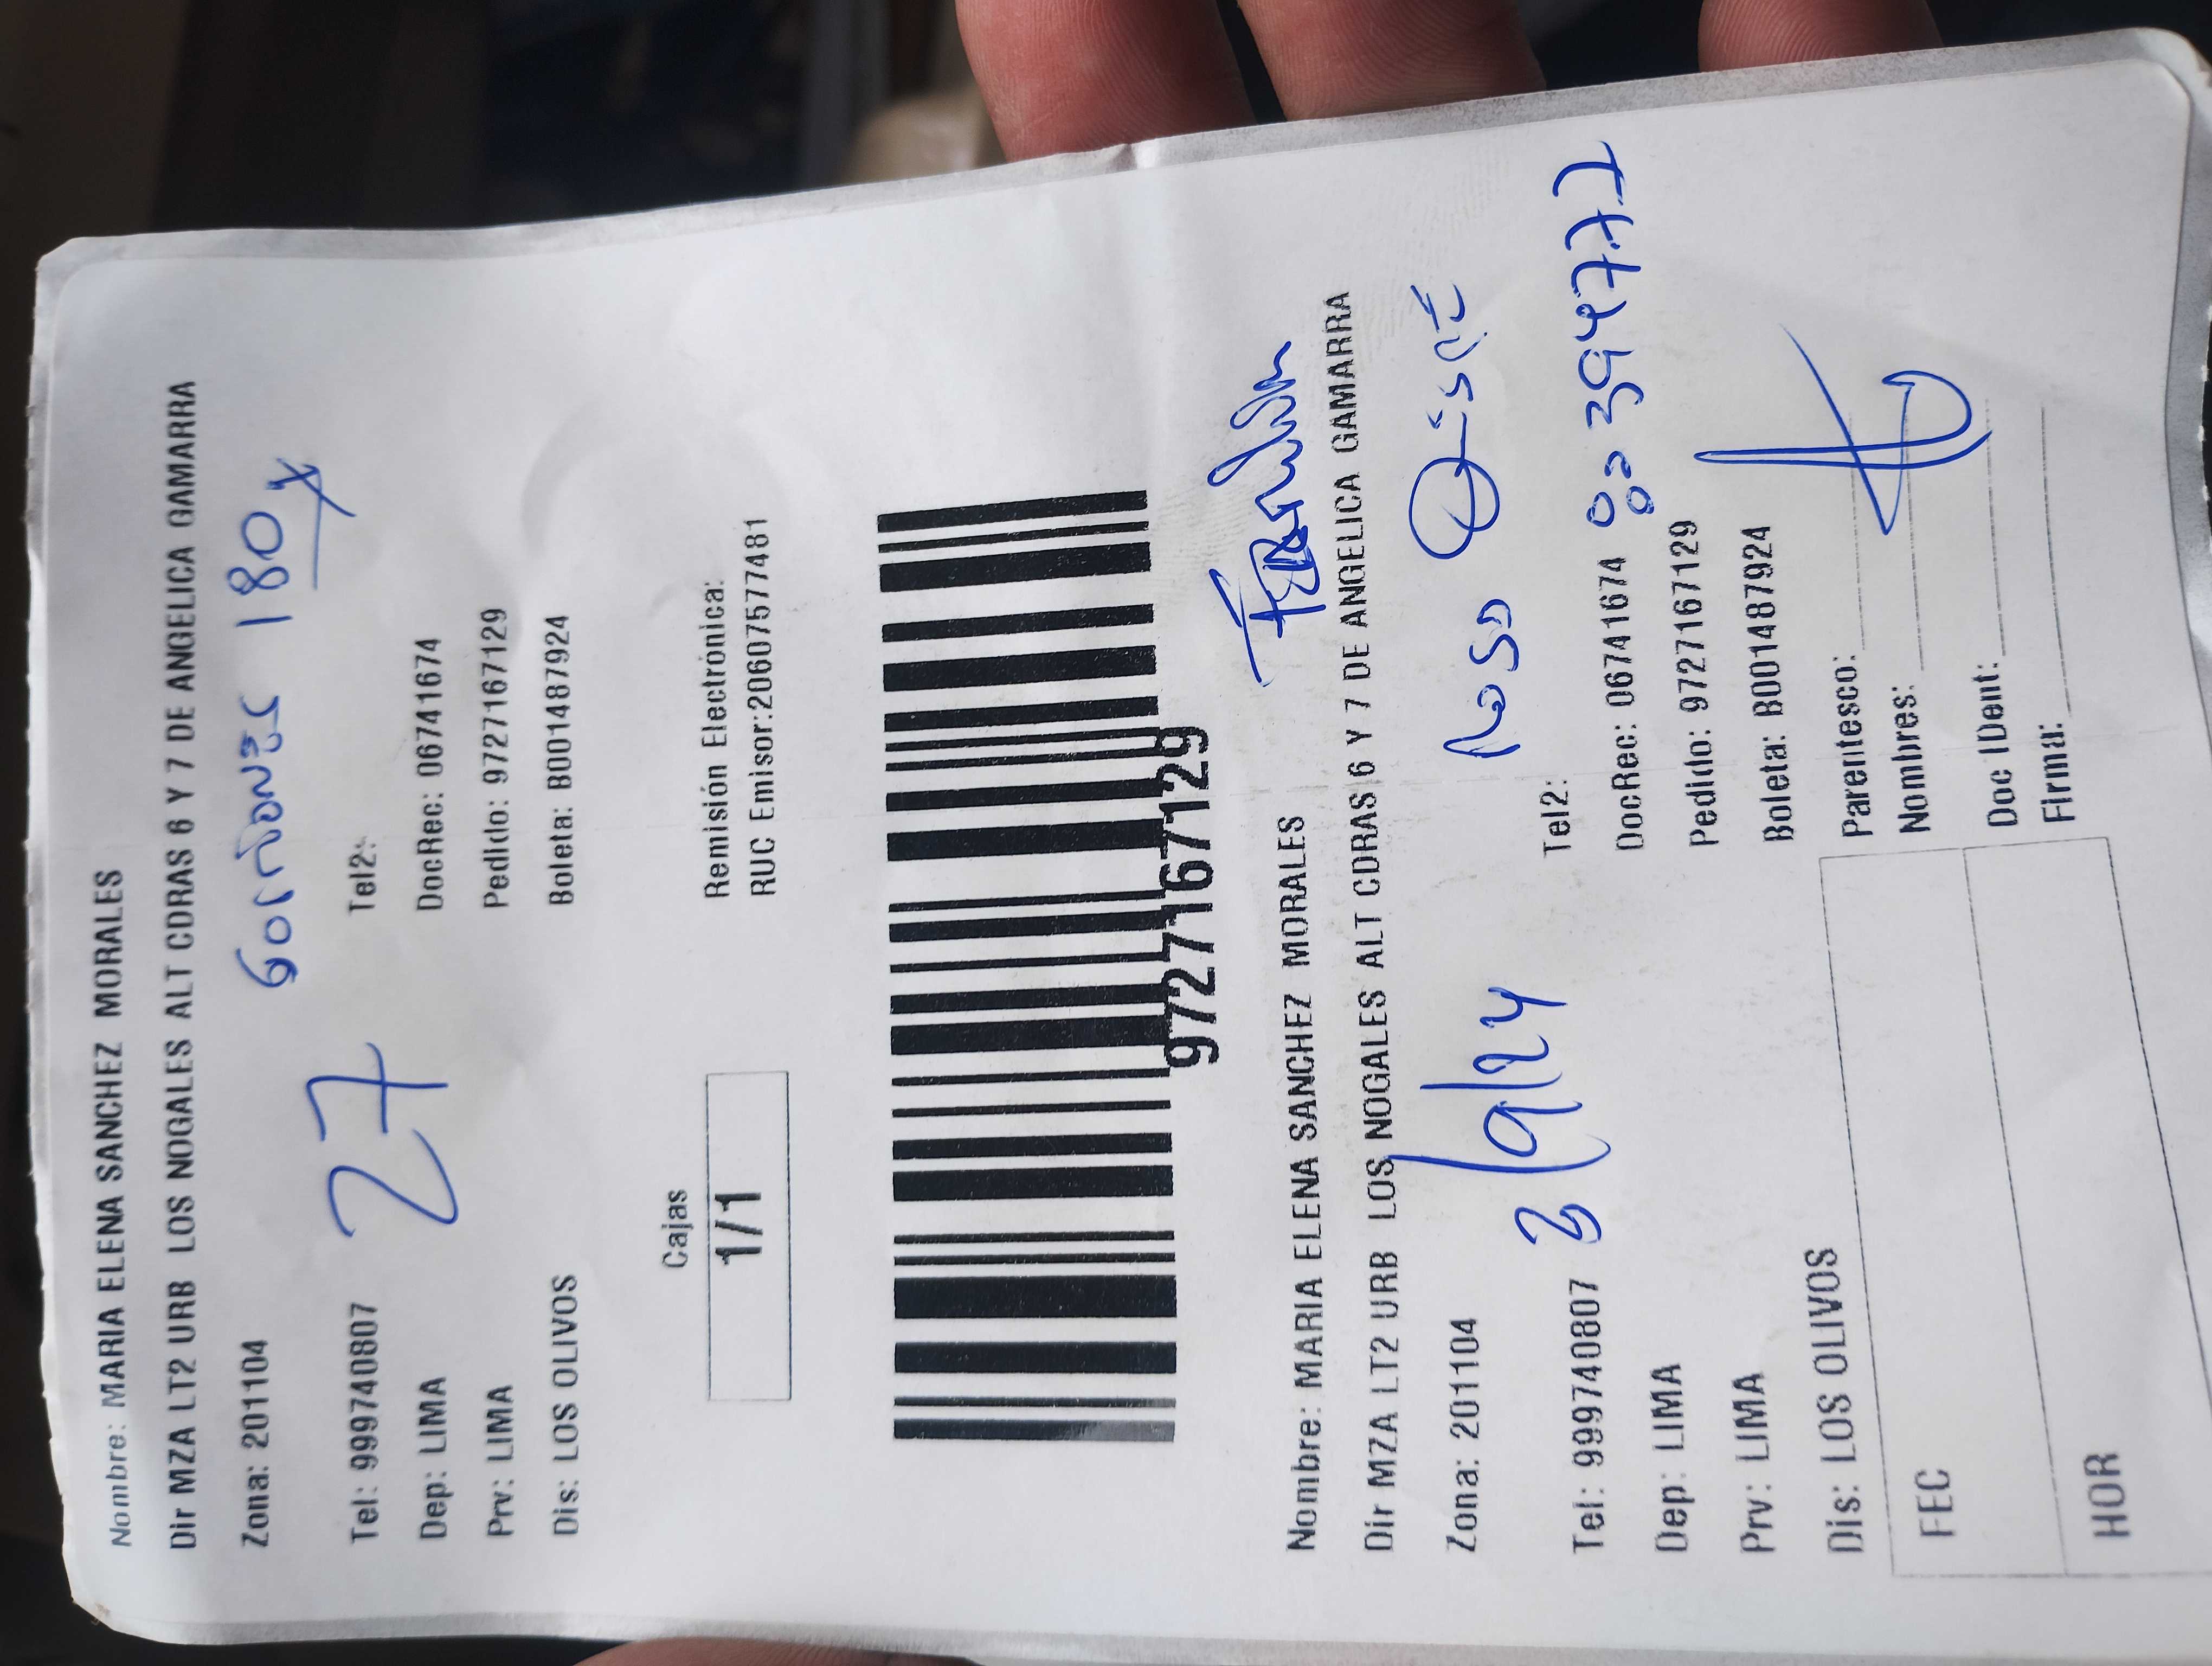 Nombre: MARIA ELENA SANCHEZ MORALES
Dir MZA LT2 URB LOS NOGALES ALT CDRAS 6 Y 7 DE ANGELICA GAMARRA
Zona: 201104
180
27
Tel: 999740807 Tel2:
Dep: LIMA DocRec: 06741674
Prv: LIMA Pedido: 9727167129
Dis: LOS OLIVOS Boleta: B001487924
Cajas
1/1
Remisión Electrónica:
RUC Emisor:20607577481
9727167129
Nombre: MARIA ELENA SANCHEZ MORALES
Dir MZA LT2 URB LOS NOGALES ALT CDRAS 6 Y 7 DE ANGELICA GAMARRA
Zona: 201104
Rosa Quispe
Tel: 999740807 Tel2:
Dep: LIMA DocRec: 06741674
Prv: LIMA Pedido: 9727167129
Dis: LOS OLIVOS Boleta: B001487924
Parentesco:
Nombres:
Doc IDent:
Firma:
FEC
HOR